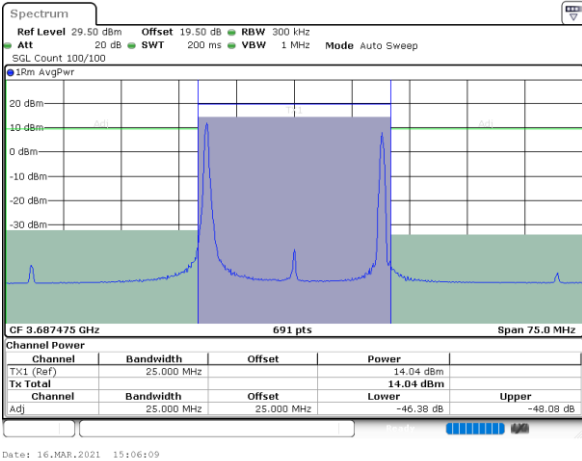 Spectrum
Ref Level 29.50 dBm Offset 19.50 dB RBW 300 kHz
Att 20 dB SWT 200 ms VBW 1 MHz Mode Auto Sweep
SGL Count 100/100
1Rm AvgPwr
20 dBm
TX1
Adj 10 dBm Adj
0 dBm
-10 dBm
-20 dBm
-30 dBm
CF 3.687475 GHz 691 pts Span 75.0 MHz
Channel Power
Channel Bandwidth Offset Power
TX1 (Ref) 25.000 MHz 14.04 dBm
Tx Total 14.04 dBm
Channel Bandwidth Offset Lower Upper
Adj 25.000 MHz 25.000 MHz -46.38 dB -48.08 dB
Ready
Date: 16.MAR.2021 15:06:09